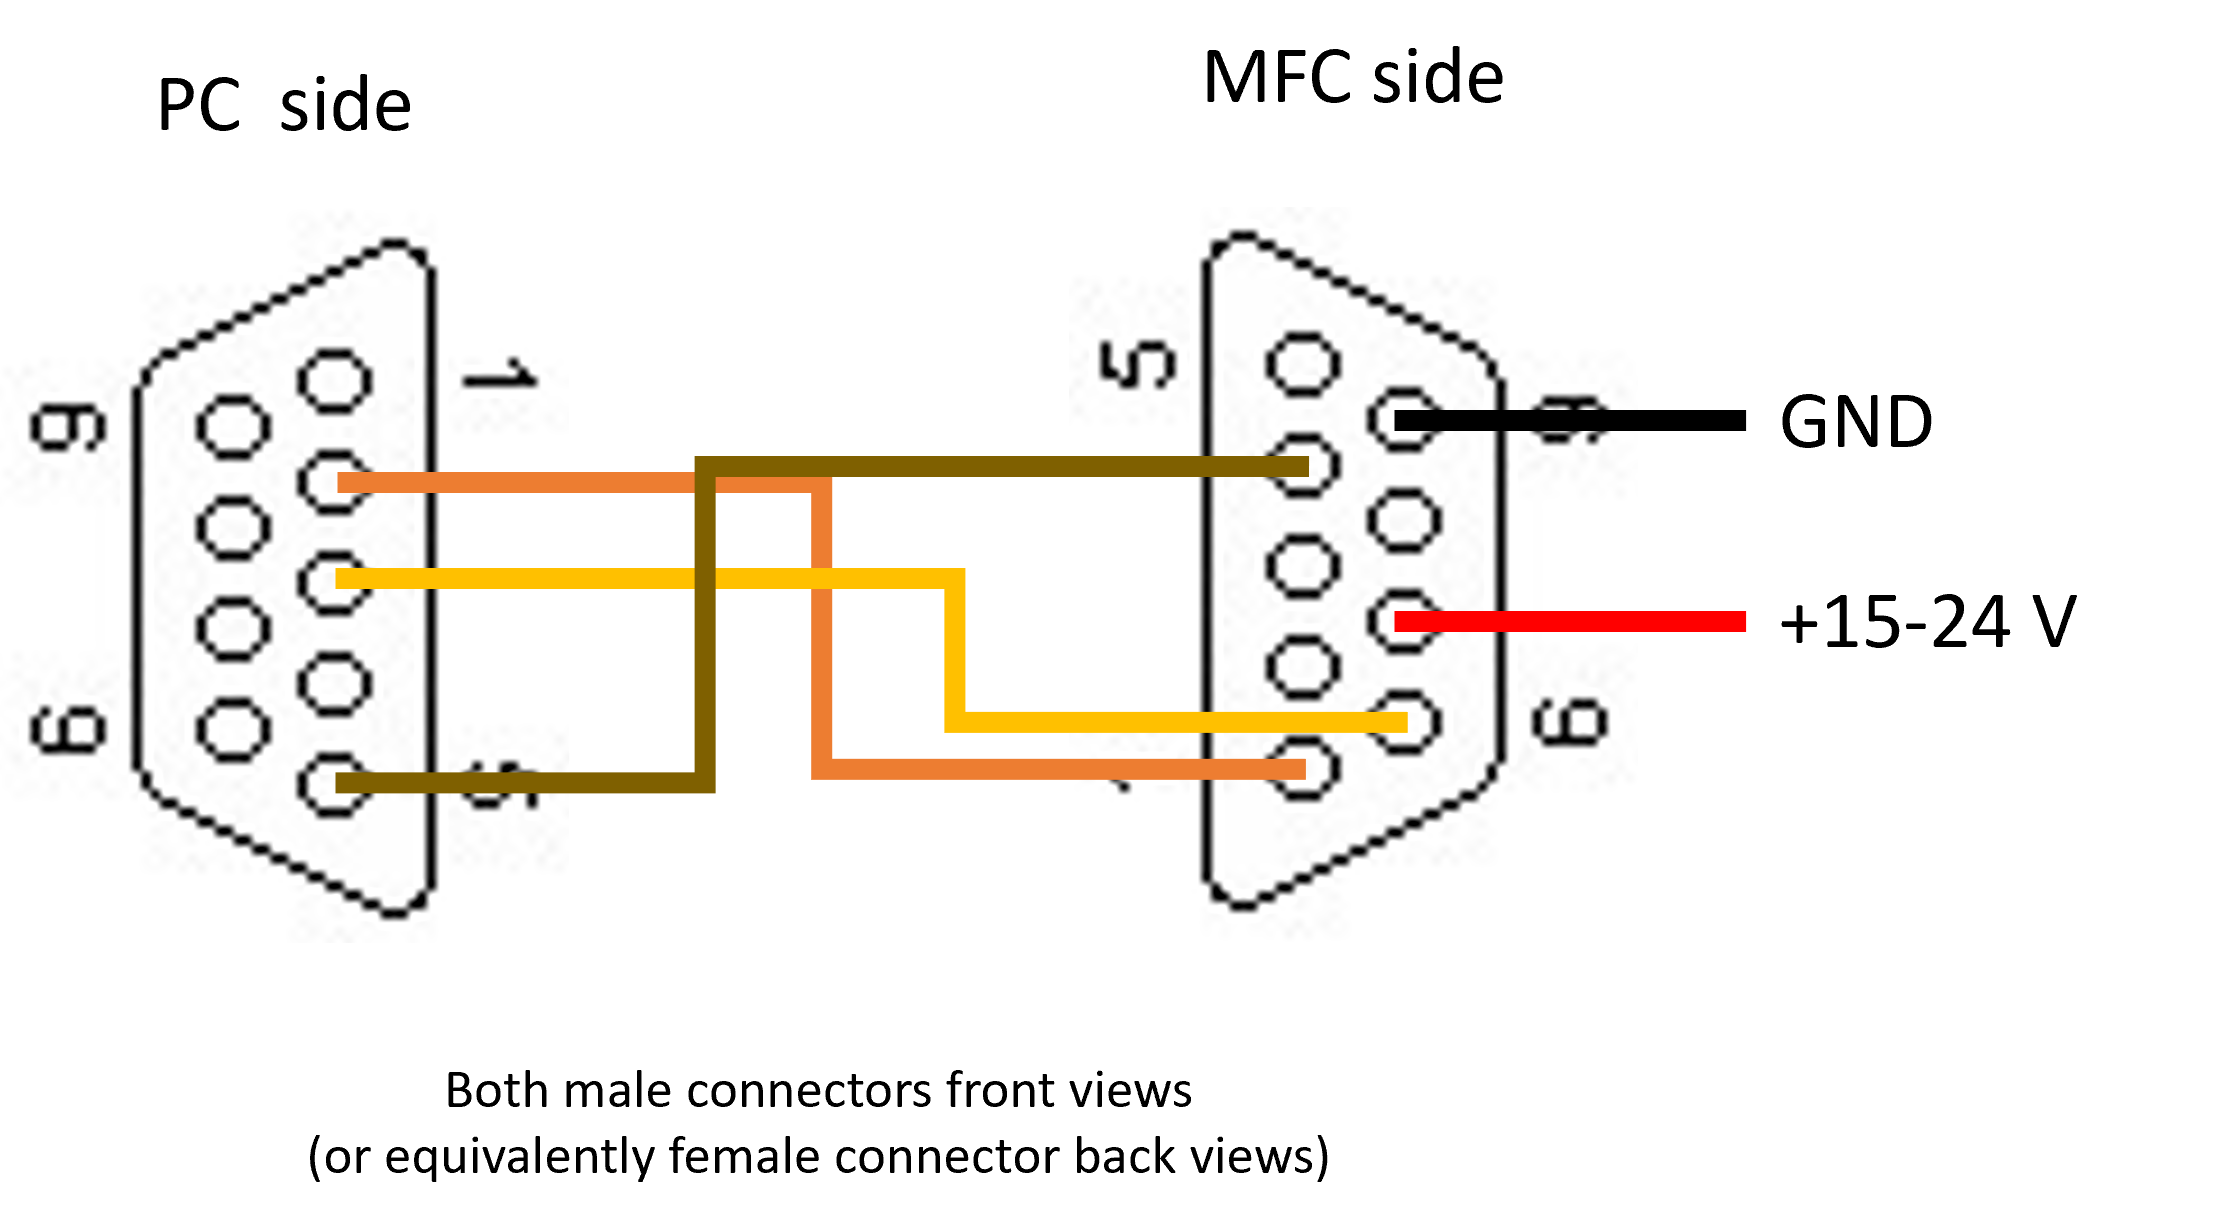 PC side
MFC side
1
5
9
9
GND
+15-24 V
6
6
5
1
Both male connectors front views
(or equivalently female connector back views)